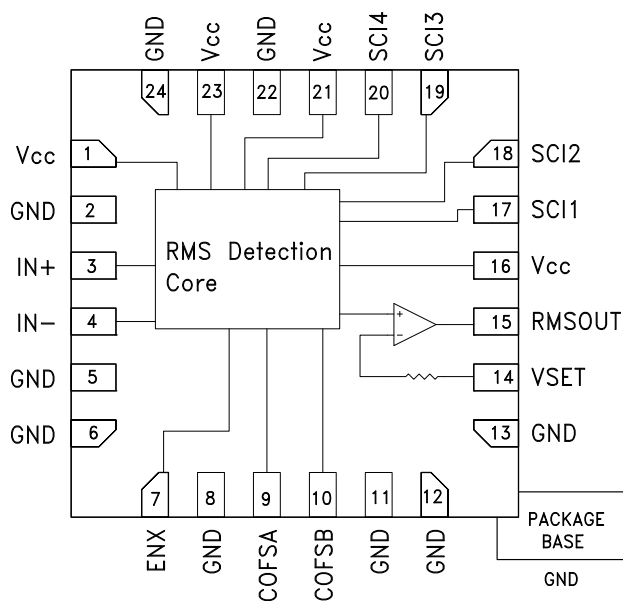 GND
Vcc
GND
Vcc
SCI4
SCI3
24
23
22
21
20
19
Vcc
1
18
SCI2
GND
2
17
SCI1
IN+
3
RMS Detection
Core
16
Vcc
IN-
4
+
-
15
RMSOUT
GND
5
14
VSET
GND
6
13
GND
7
8
9
10
11
12
ENX
GND
COFSA
COFSB
GND
GND
PACKAGE
BASE
GND